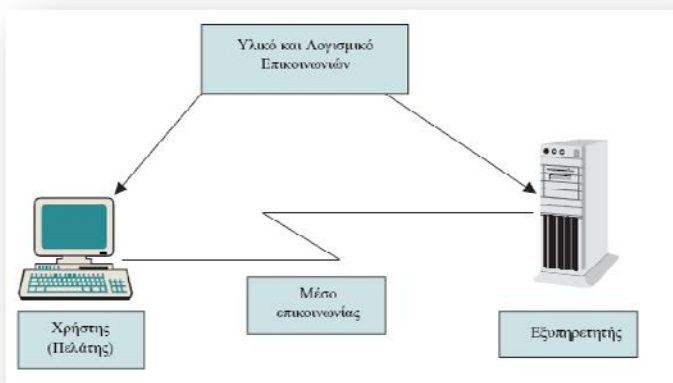 Υλικό και Λογισμικό
Επικοινωνιών
Μέσο
επικοινωνίας
Χρήστης
(Πελάτης)
Εξυπηρετητής